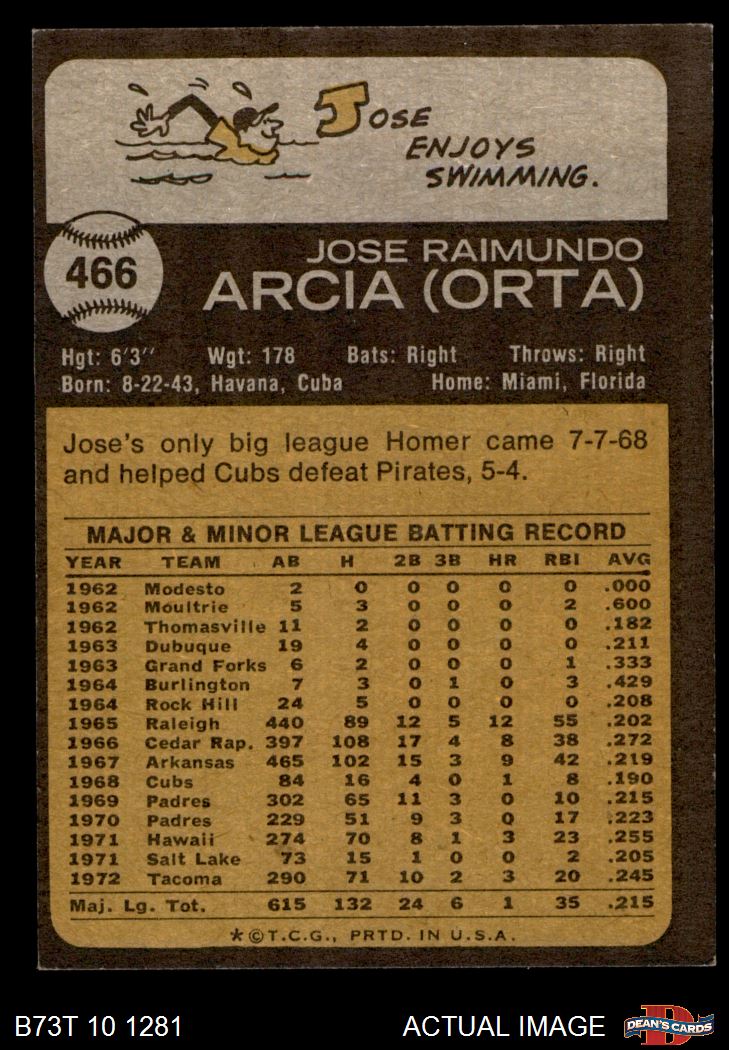 JOSE
ENJOYS
SWIMMING.
466
JOSE RAIMUNDO
ARCIA (ORTA)
Hgt: 6'3" Wgt: 178 Bats: Right Throws: Right
Born: 8-22-43, Havana, Cuba Home: Miami, Florida
Jose's only big league Homer came 7-7-68
and helped Cubs defeat Pirates, 5-4.
MAJOR & MINOR LEAGUE BATTING RECORD
YEAR TEAM AB H 2B 3B HR RBI AVG
1962 Modesto 2 0 0 0 0 0 .000
1962 Moultrie 5 3 0 0 0 2 .600
1962 Thomasville 11 2 0 0 0 0 .182
1963 Dubuque 19 4 0 0 0 0 .211
1963 Grand Forks 6 2 0 0 0 1 .333
1964 Burlington 7 3 0 1 0 3 .429
1964 Rock Hill 24 5 0 0 0 0 .208
1965 Raleigh 440 89 12 5 12 55 .202
1966 Cedar Rap. 397 108 17 4 8 38 .272
1967 Arkansas 465 102 15 3 9 42 .219
1968 Cubs 84 16 4 0 1 8 .190
1969 Padres 302 65 11 3 0 10 .215
1970 Padres 229 51 9 3 0 17 .223
1971 Hawaii 274 70 8 1 3 23 .255
1971 Salt Lake 73 15 1 0 0 2 .205
1972 Tacoma 290 71 10 2 3 20 .245
Maj. Lg. Tot. 615 132 24 6 1 35 .215
*©T.C.G., PRTD. IN U.S.A.
B73T 10 1281 ACTUAL IMAGE
D
DEAN'S CARDS